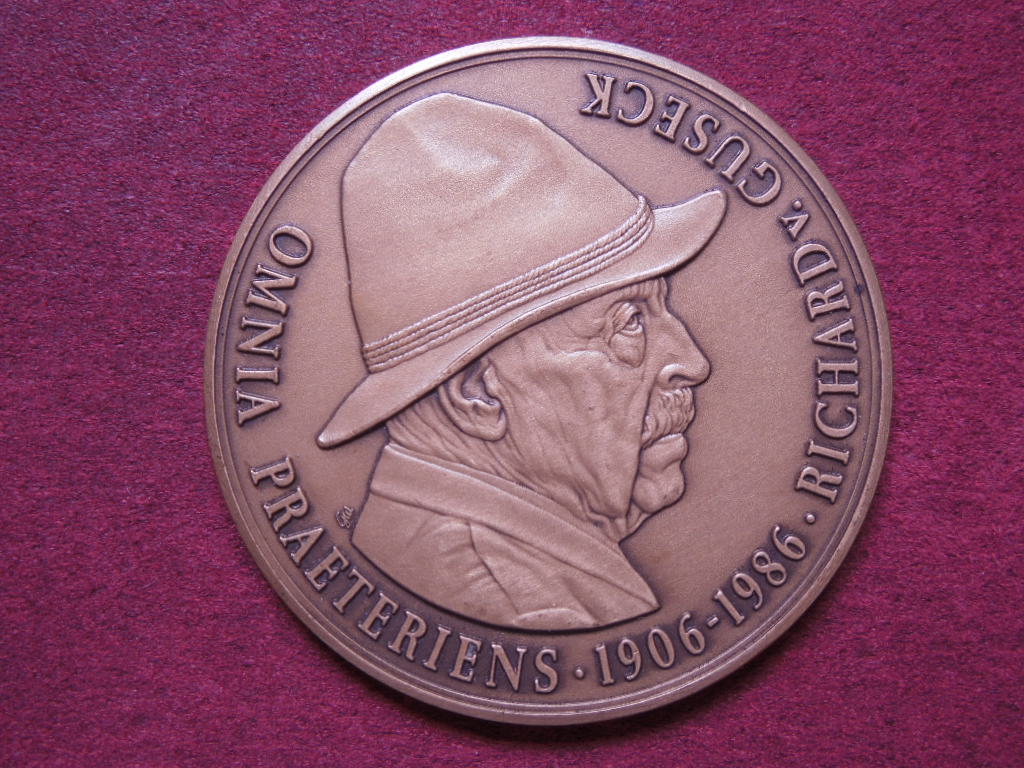 OMNIA PRAETERIENS · 1906-1986 · RICHARD v. GUSECK